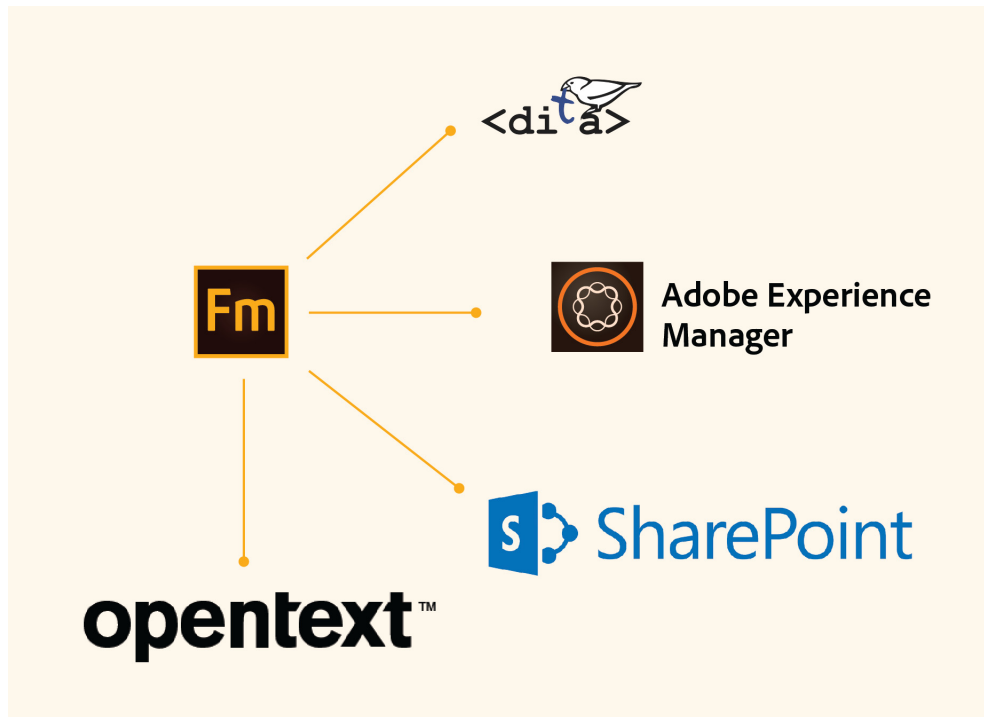 <dita>
Fm
Adobe Experience
Manager
S SharePoint
opentext™